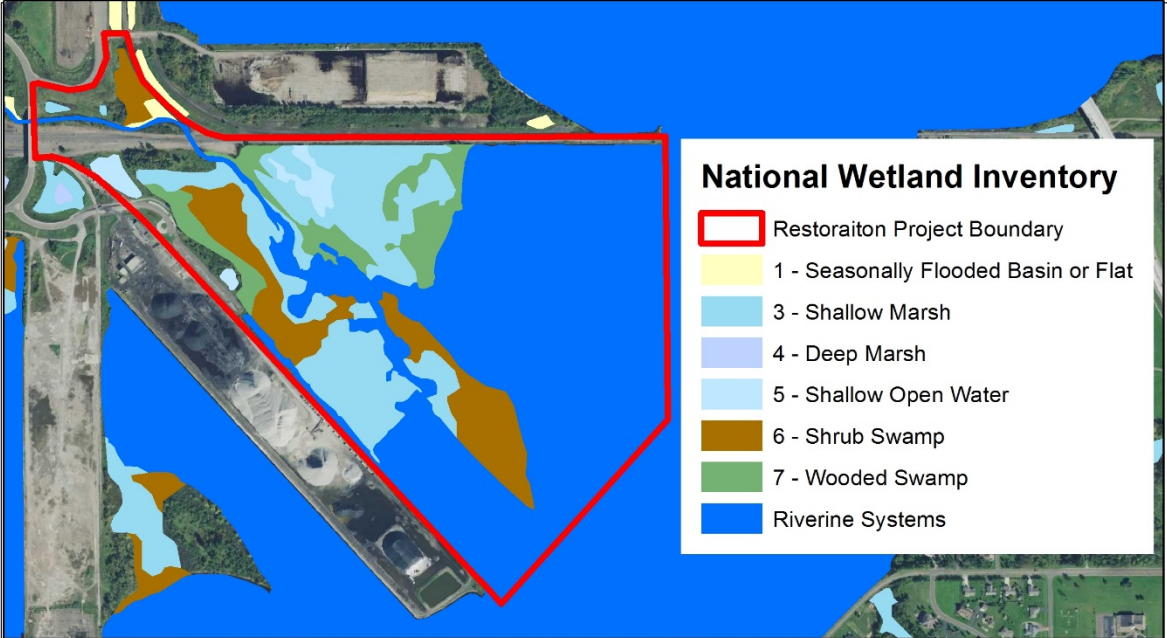 National Wetland Inventory
Restoraiton Project Boundary
1 - Seasonally Flooded Basin or Flat
3 - Shallow Marsh
4 - Deep Marsh
5 - Shallow Open Water
6 - Shrub Swamp
7 - Wooded Swamp
Riverine Systems